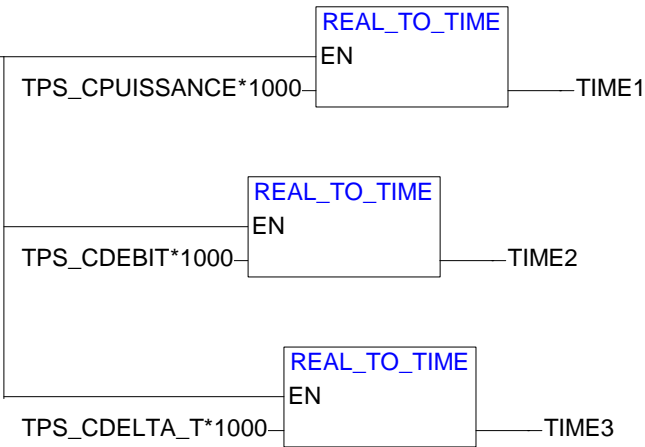 REAL_TO_TIME
EN
TPS_CPUISSANCE*1000
TIME1
REAL_TO_TIME
EN
TPS_CDEBIT*1000
TIME2
REAL_TO_TIME
EN
TPS_CDELTA_T*1000
TIME3